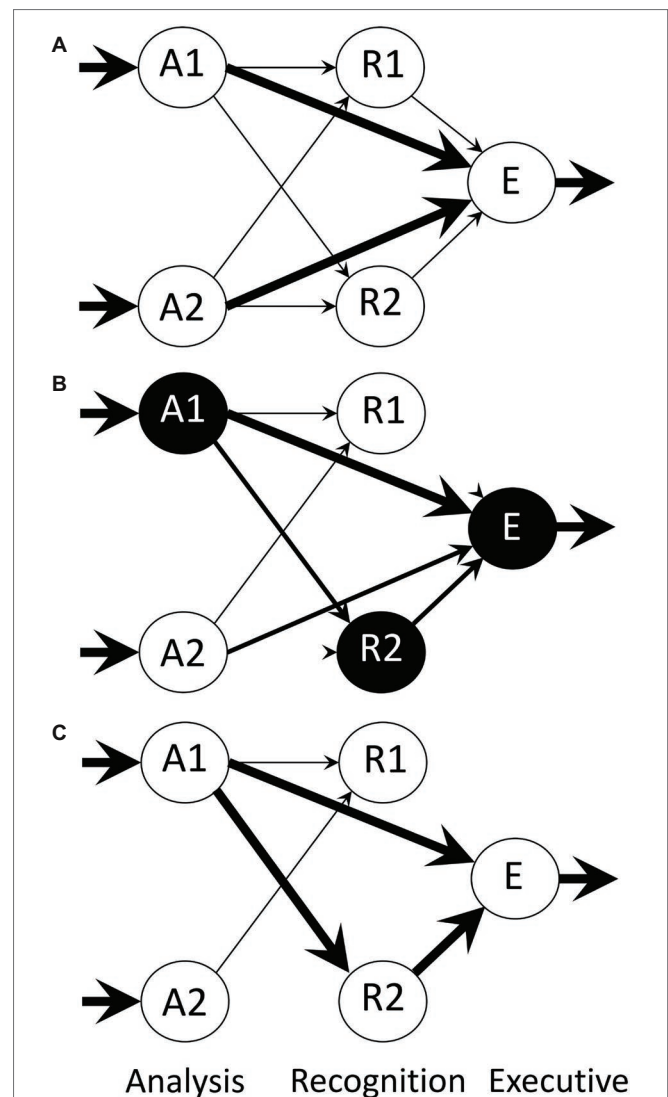 A
A1
R1
E
A2
R2
B
A1
R1
E
A2
R2
C
A1
R1
E
A2
R2
Analysis Recognition Executive